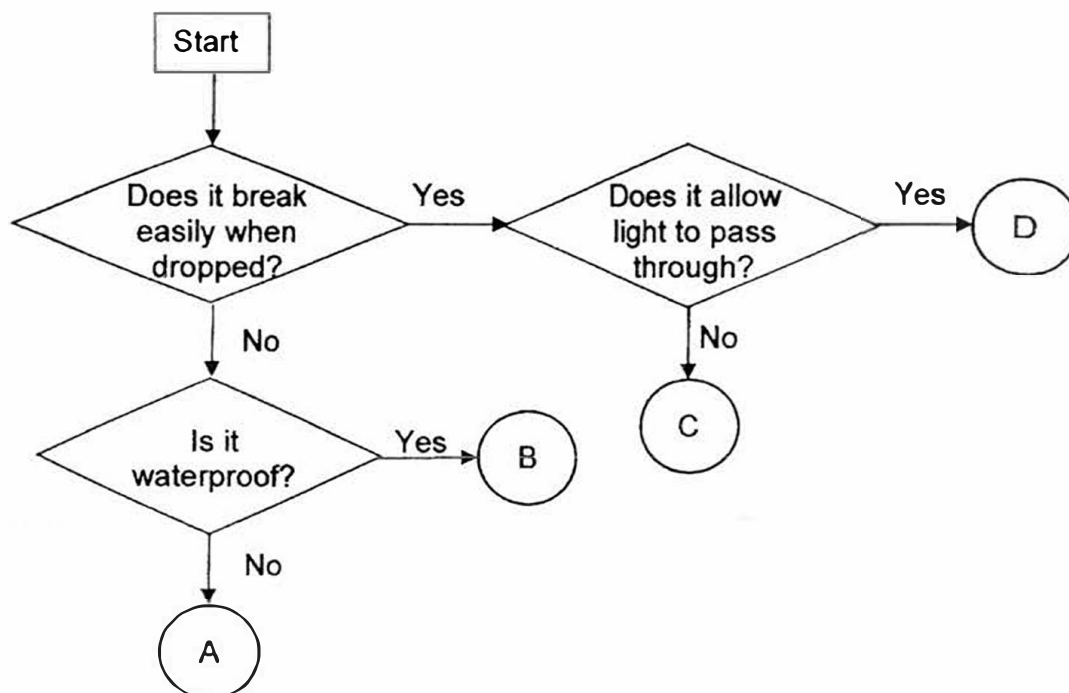 Start
Does it break
easily when
dropped?
Yes
Does it allow
light to pass
through?
Yes
D
No
No
C
Is it
waterproof?
Yes
B
No
A